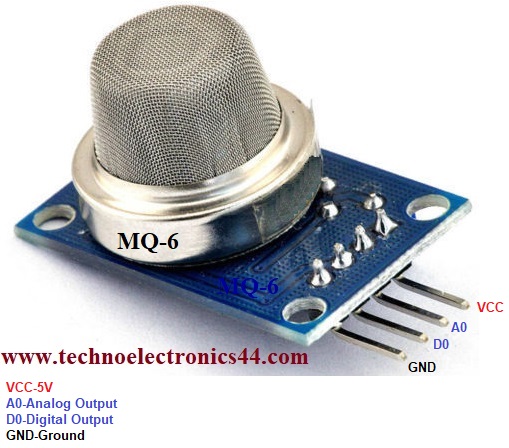 MQ-6
MQ-6
VCC
A0
D0
GND
www.technoelectronics44.com
VCC-5V
A0-Analog Output
D0-Digital Output
GND-Ground